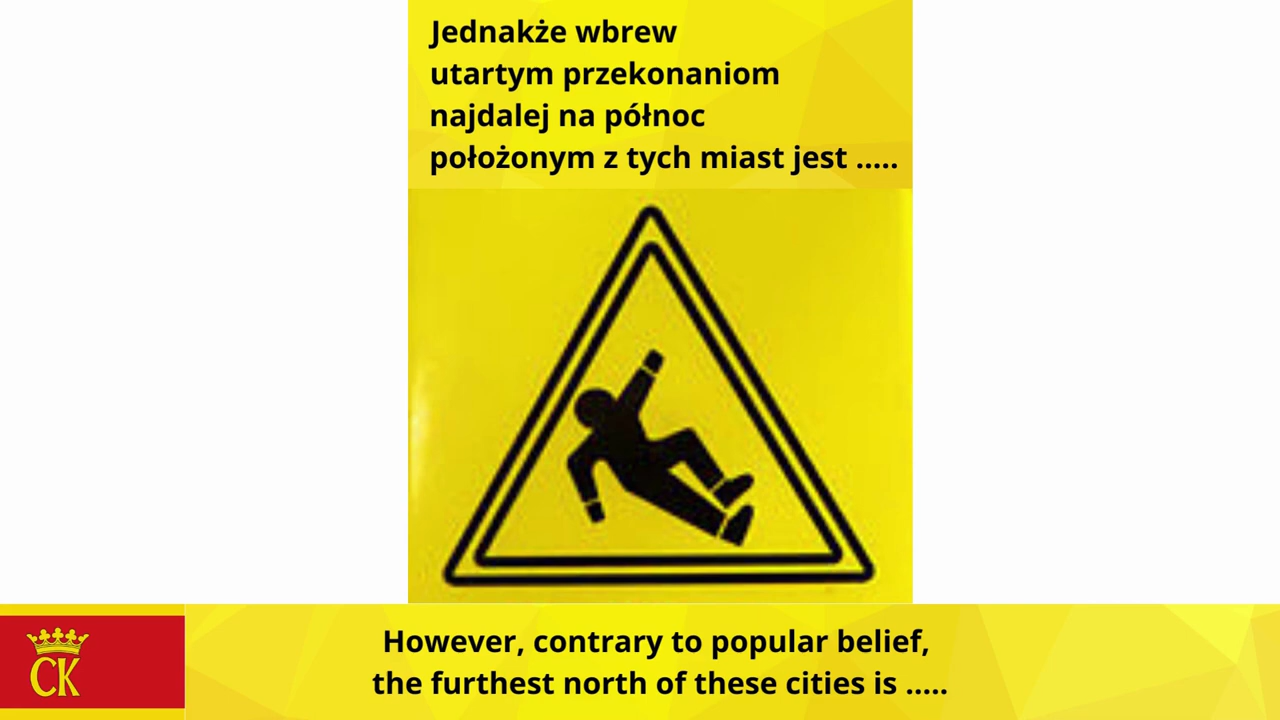 Jednakże wbrew
utartym przekonaniom
najdalej na północ
położonym z tych miast jest .....
CK
However, contrary to popular belief,
the furthest north of these cities is .....